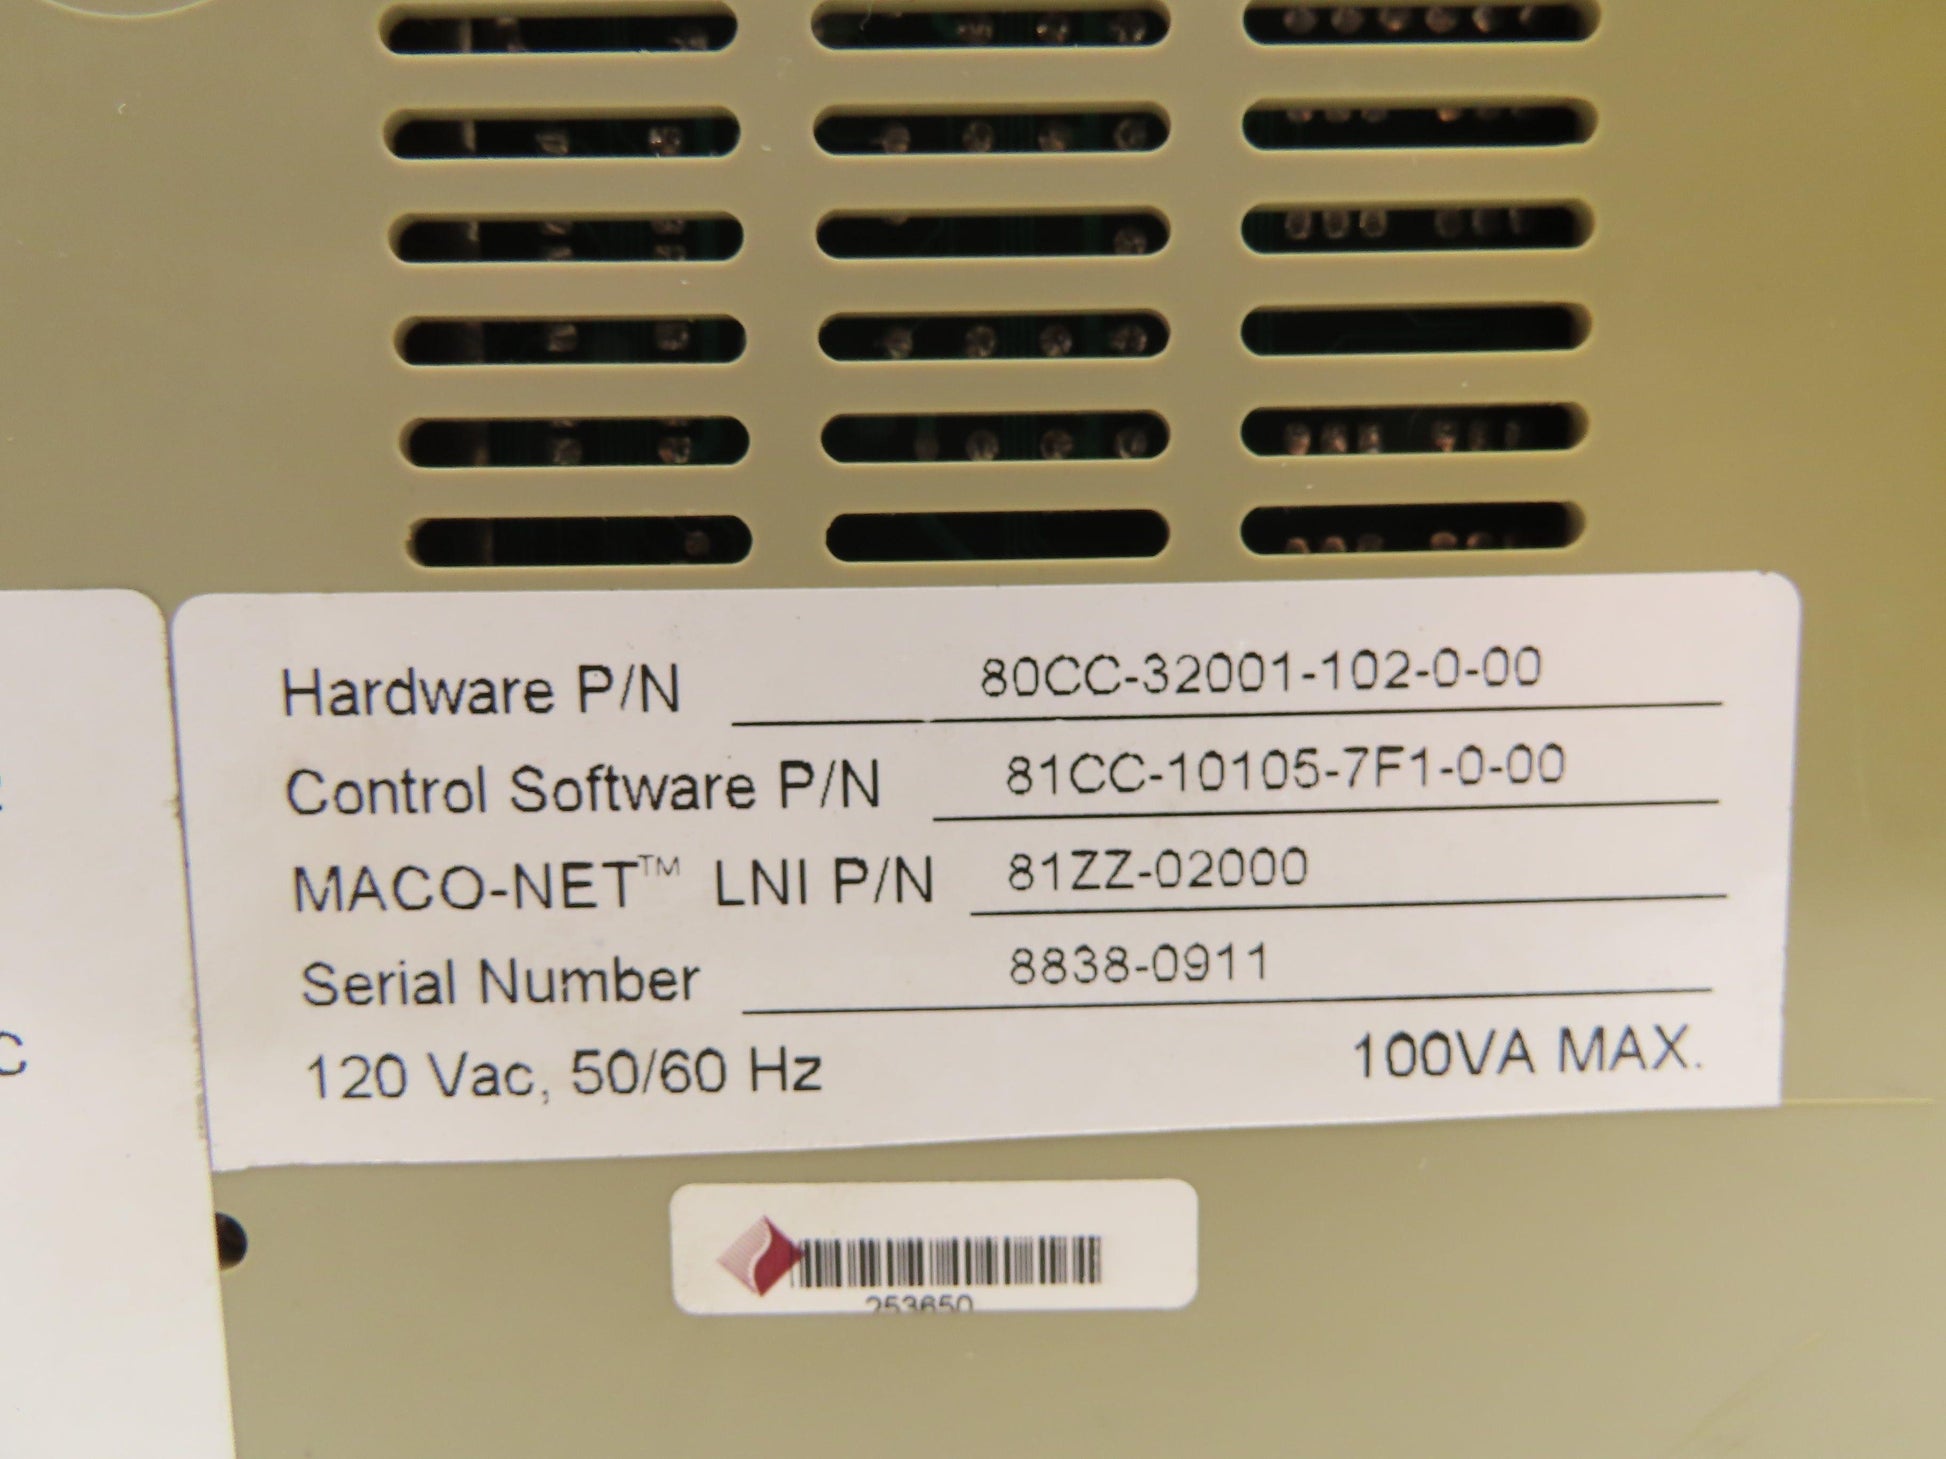 Hardware P/N 80CC-32001-102-0-00
Control Software P/N 81CC-10105-7F1-0-00
MACO-NET™ LNI P/N 81ZZ-02000
Serial Number 8838-0911
120 Vac, 50/60 Hz 100VA MAX.
253650